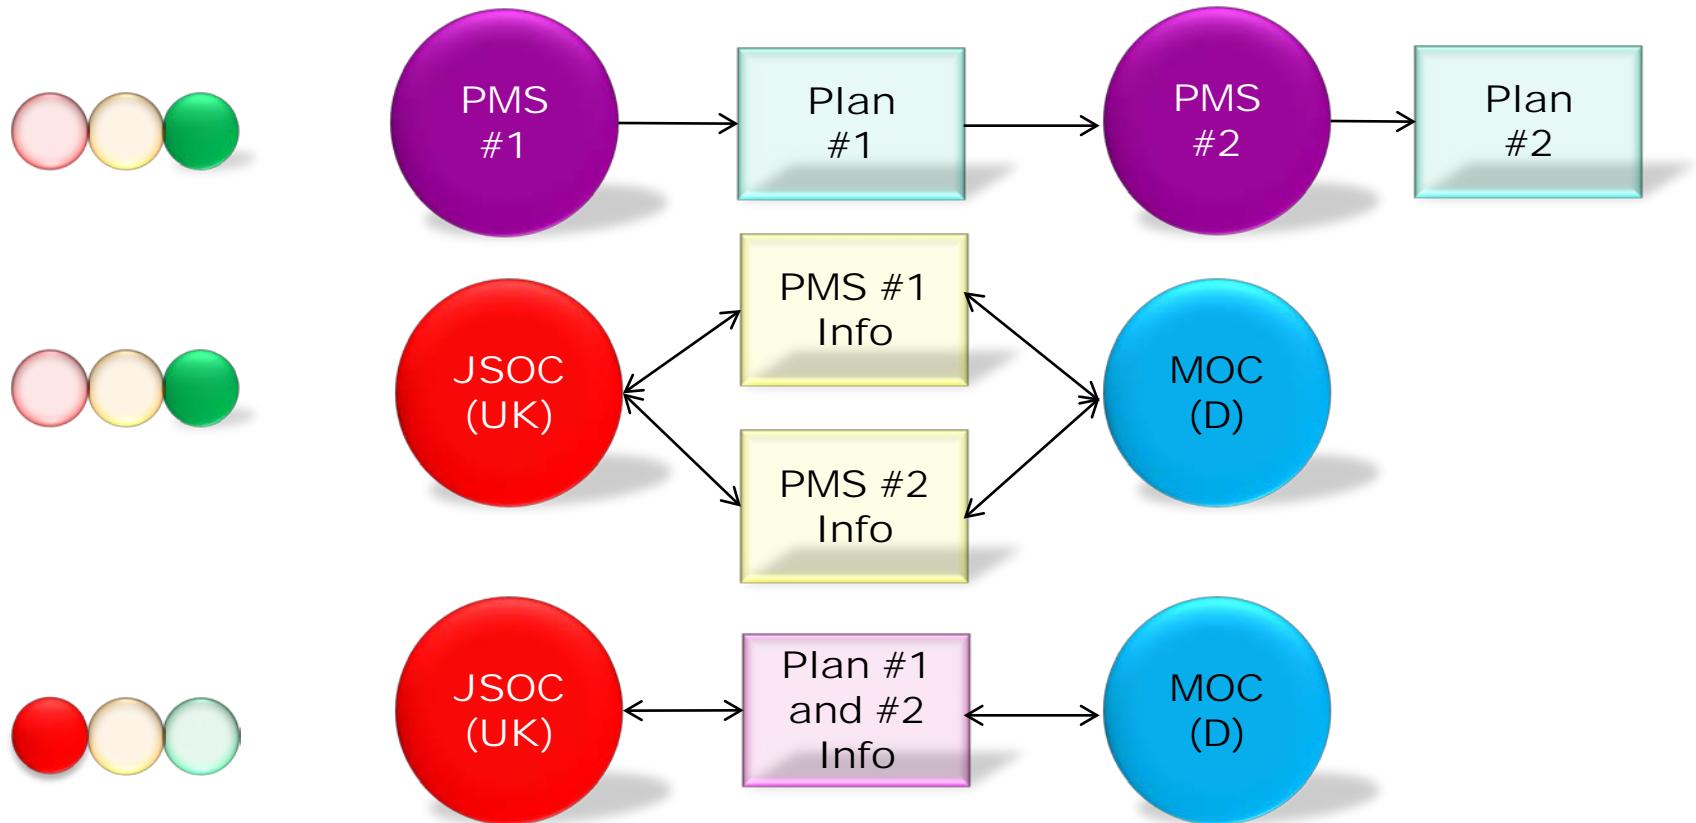 PMS
#1
Plan
#1
PMS
#2
Plan
#2
JSOC
(UK)
PMS #1
Info
PMS #2
Info
MOC
(D)
JSOC
(UK)
Plan #1
and #2
Info
MOC
(D)